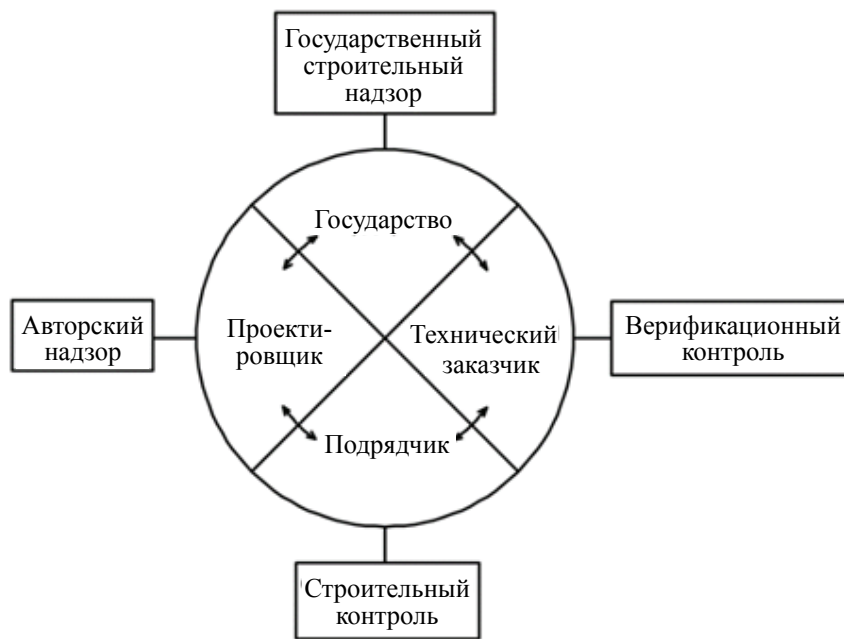 Государственный
строительный
надзор
Государство
Авторский
надзор
Проекти-
ровщик
Технический
заказчик
Верификационный
контроль
Подрядчик
Строительный
контроль